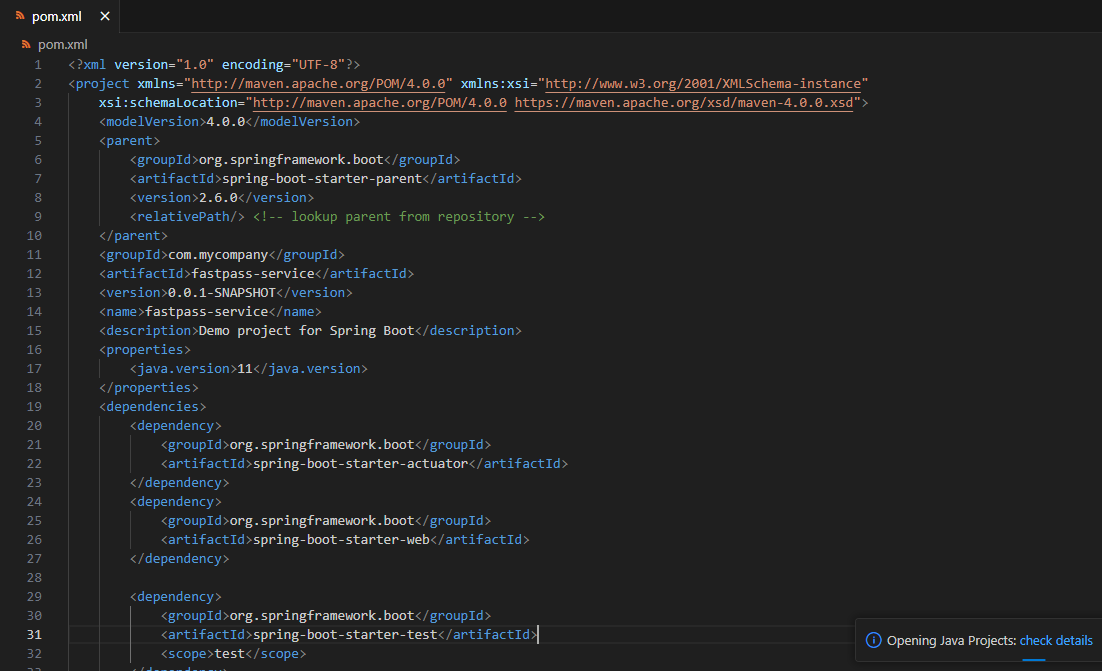 pom.xml ×
pom.xml
1 <?xml version="1.0" encoding="UTF-8"?>
2 <project xmlns="http://maven.apache.org/POM/4.0.0" xmlns:xsi="http://www.w3.org/2001/XMLSchema-instance"
3 xsi:schemaLocation="http://maven.apache.org/POM/4.0.0 https://maven.apache.org/xsd/maven-4.0.0.xsd">
4 <modelVersion>4.0.0</modelVersion>
5 <parent>
6 <groupId>org.springframework.boot</groupId>
7 <artifactId>spring-boot-starter-parent</artifactId>
8 <version>2.6.0</version>
9 <relativePath/> <!-- lookup parent from repository -->
10 </parent>
11 <groupId>com.mycompany</groupId>
12 <artifactId>fastpass-service</artifactId>
13 <version>0.0.1-SNAPSHOT</version>
14 <name>fastpass-service</name>
15 <description>Demo project for Spring Boot</description>
16 <properties>
17 <java.version>11</java.version>
18 </properties>
19 <dependencies>
20 <dependency>
21 <groupId>org.springframework.boot</groupId>
22 <artifactId>spring-boot-starter-actuator</artifactId>
23 </dependency>
24 <dependency>
25 <groupId>org.springframework.boot</groupId>
26 <artifactId>spring-boot-starter-web</artifactId>
27 </dependency>
28
29 <dependency>
30 <groupId>org.springframework.boot</groupId>
31 <artifactId>spring-boot-starter-test</artifactId>
32 <scope>test</scope>
33 </dependency>
Opening Java Projects: check details